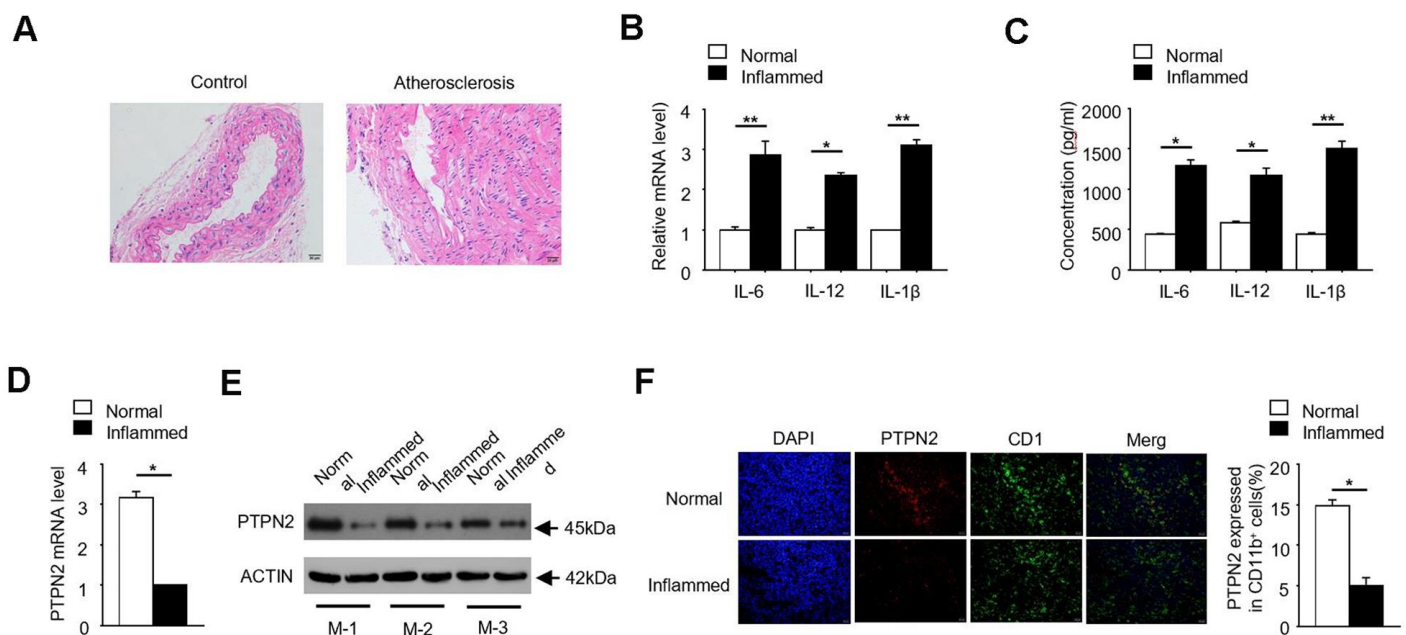 A
Control
Atherosclerosis
B
Normal
Inflammed
Relative mRNA level
4
3
2
1
0
**
*
**
IL-6
IL-12
IL-1β
C
Normal
Inflammed
Concentration (pg/ml)
2000
1500
1000
500
0
*
*
**
IL-6
IL-12
IL-1β
D
Normal
Inflammed
PTPN2 mRNA level
4
3
2
1
0
*
E
Norm
al
Inflammed
Norm
al
Inflammed
Norm
al
Inflamme
d
PTPN2
45kDa
ACTIN
42kDa
M-1
M-2
M-3
F
DAPI
PTPN2
CD1
Merg
Normal
Inflammed
Normal
Inflammed
PTPN2 expressed
in CD11b+ cells(%)
20
15
10
5
0
*